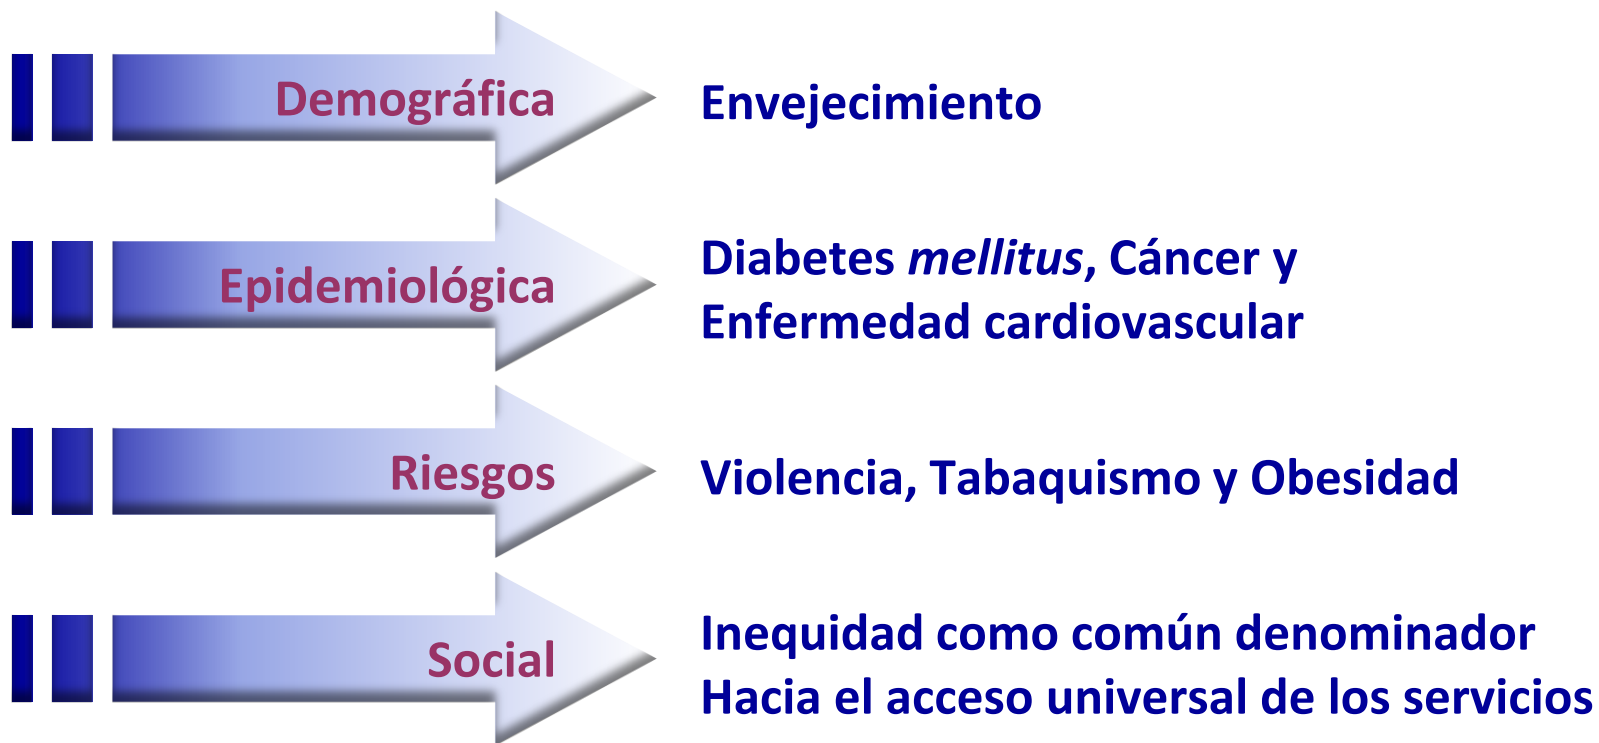 Demográfica
Envejecimiento
Epidemiológica
Diabetes mellitus, Cáncer y
Enfermedad cardiovascular
Riesgos
Violencia, Tabaquismo y Obesidad
Social
Inequidad como común denominador
Hacia el acceso universal de los servicios